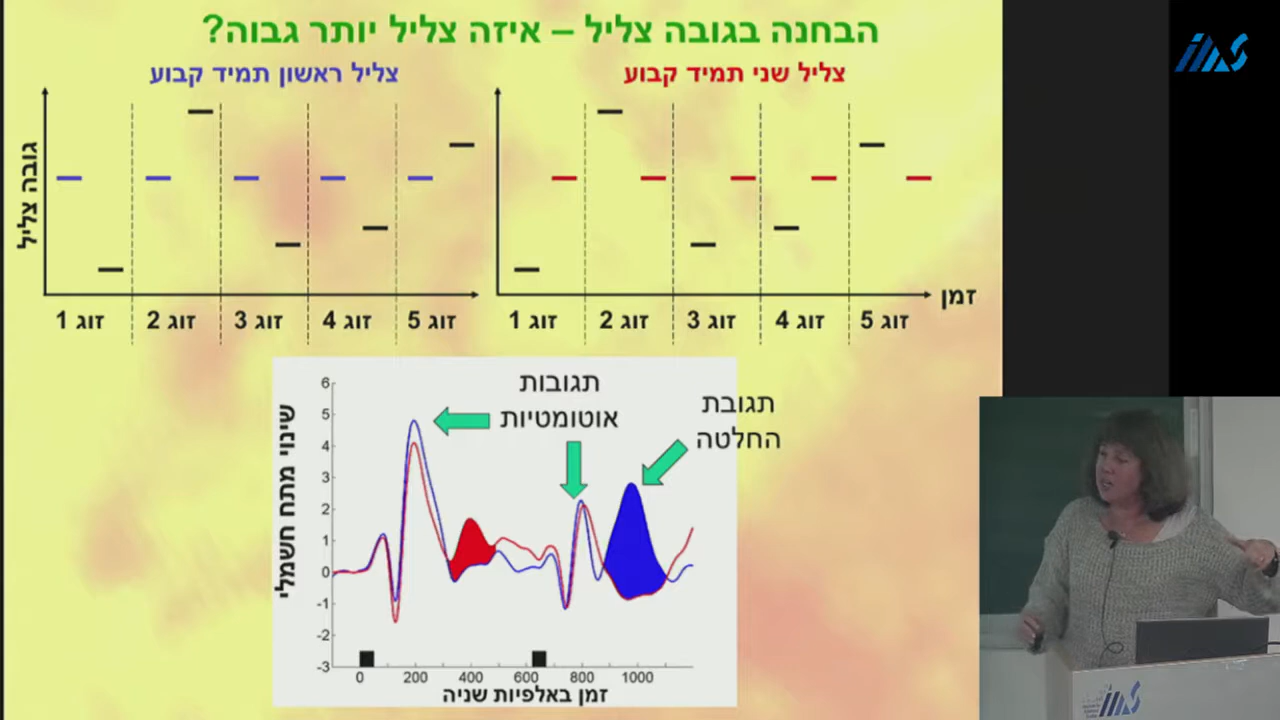 הבחנה בגובה צליל – איזה צליל יותר גבוה?
צליל שני תמיד קבוע
צליל ראשון תמיד קבוע
גובה צליל
זמן
זוג 1 זוג 2 זוג 3 זוג 4 זוג 5
זוג 1 זוג 2 זוג 3 זוג 4 זוג 5
תגובות
אוטומטיות
תגובת
החלטה
שינוי מתח חשמלי
6
5
4
3
2
1
0
-1
-2
-3
0 200 400 600 800 1000
זמן באלפיות שניה